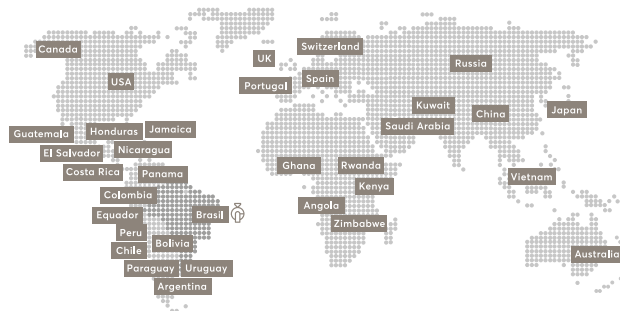 Canada
USA
UK
Switzerland
Portugal
Spain
Russia
Kuwait
China
Japan
Saudi Arabia
Guatemala
Honduras
Jamaica
El Salvador
Nicaragua
Costa Rica
Panama
Ghana
Rwanda
Kenya
Vietnam
Colombia
Equador
Brasil
Angola
Zimbabwe
Peru
Bolivia
Chile
Australia
Paraguay
Uruguay
Argentina